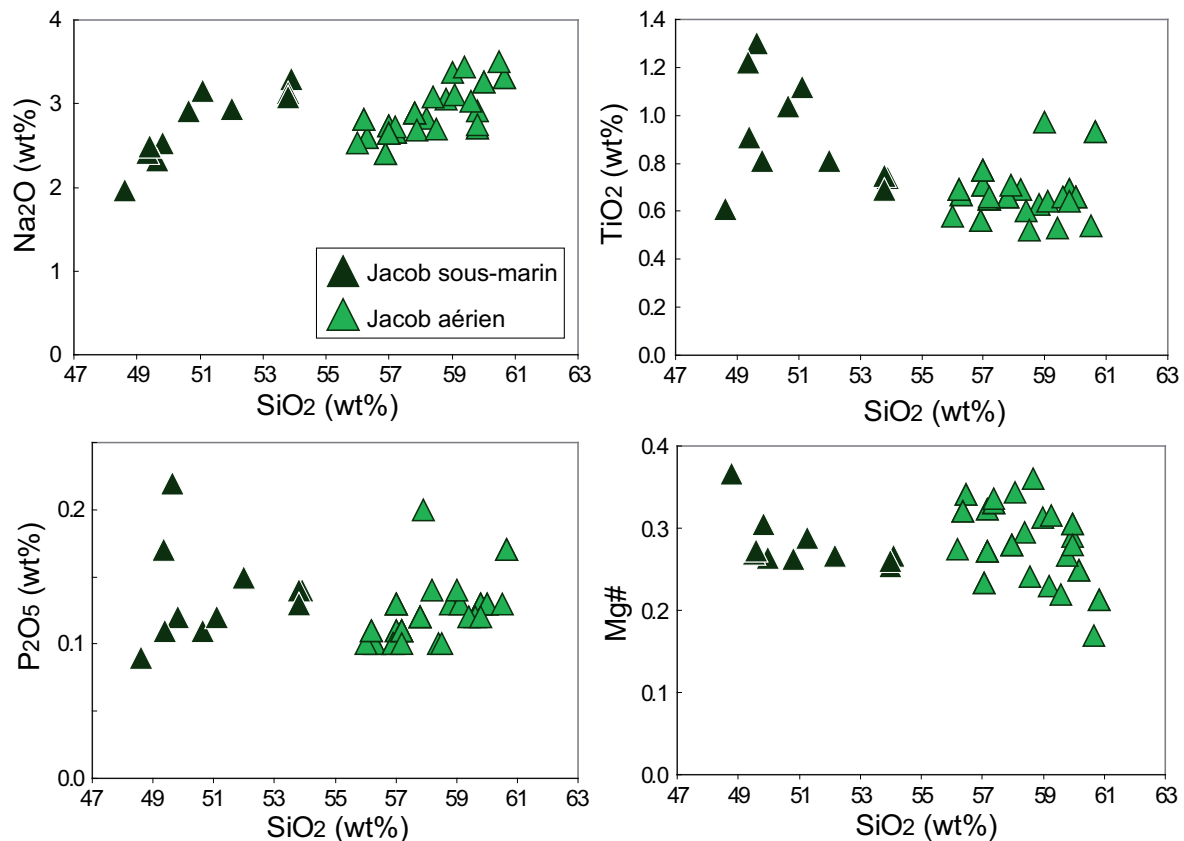 4
3
2
1
0
Na2O (wt%)
Jacob sous-marin
Jacob aérien
47 49 51 53 55 57 59 61 63
SiO2 (wt%)
1.4
1.2
1.0
0.8
0.6
0.4
0.2
0.0
TiO2 (wt%)
47 49 51 53 55 57 59 61 63
SiO2 (wt%)
0.2
0.1
0.0
P2O5 (wt%)
47 49 51 53 55 57 59 61 63
SiO2 (wt%)
0.4
0.3
0.2
0.1
0.0
Mg#
47 49 51 53 55 57 59 61 63
SiO2 (wt%)